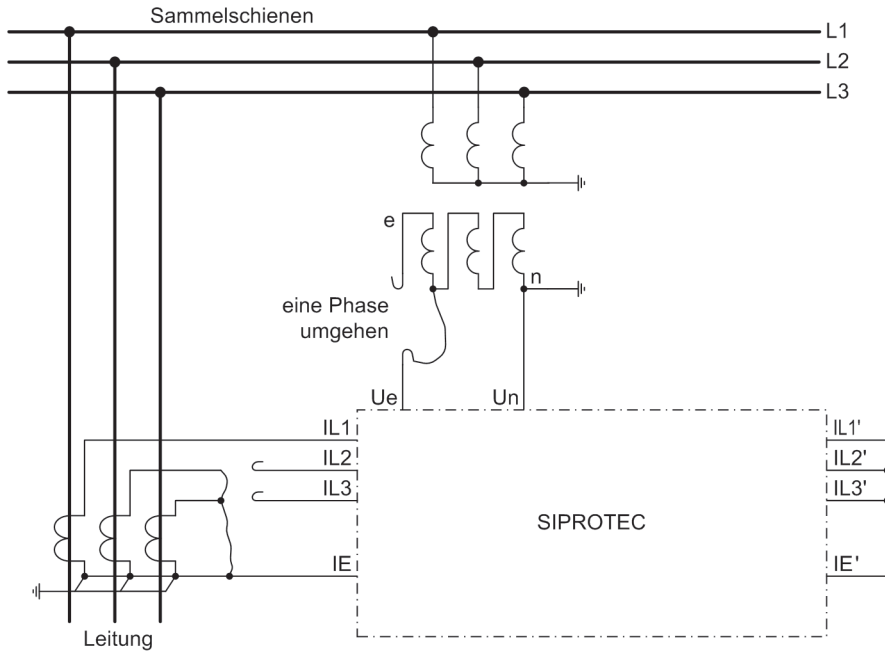 Sammelschienen
L1
L2
L3
e
n
eine Phase
umgehen
Ue
Un
IL1
IL1'
IL2
IL2'
IL3
IL3'
SIPROTEC
IE
IE'
Leitung